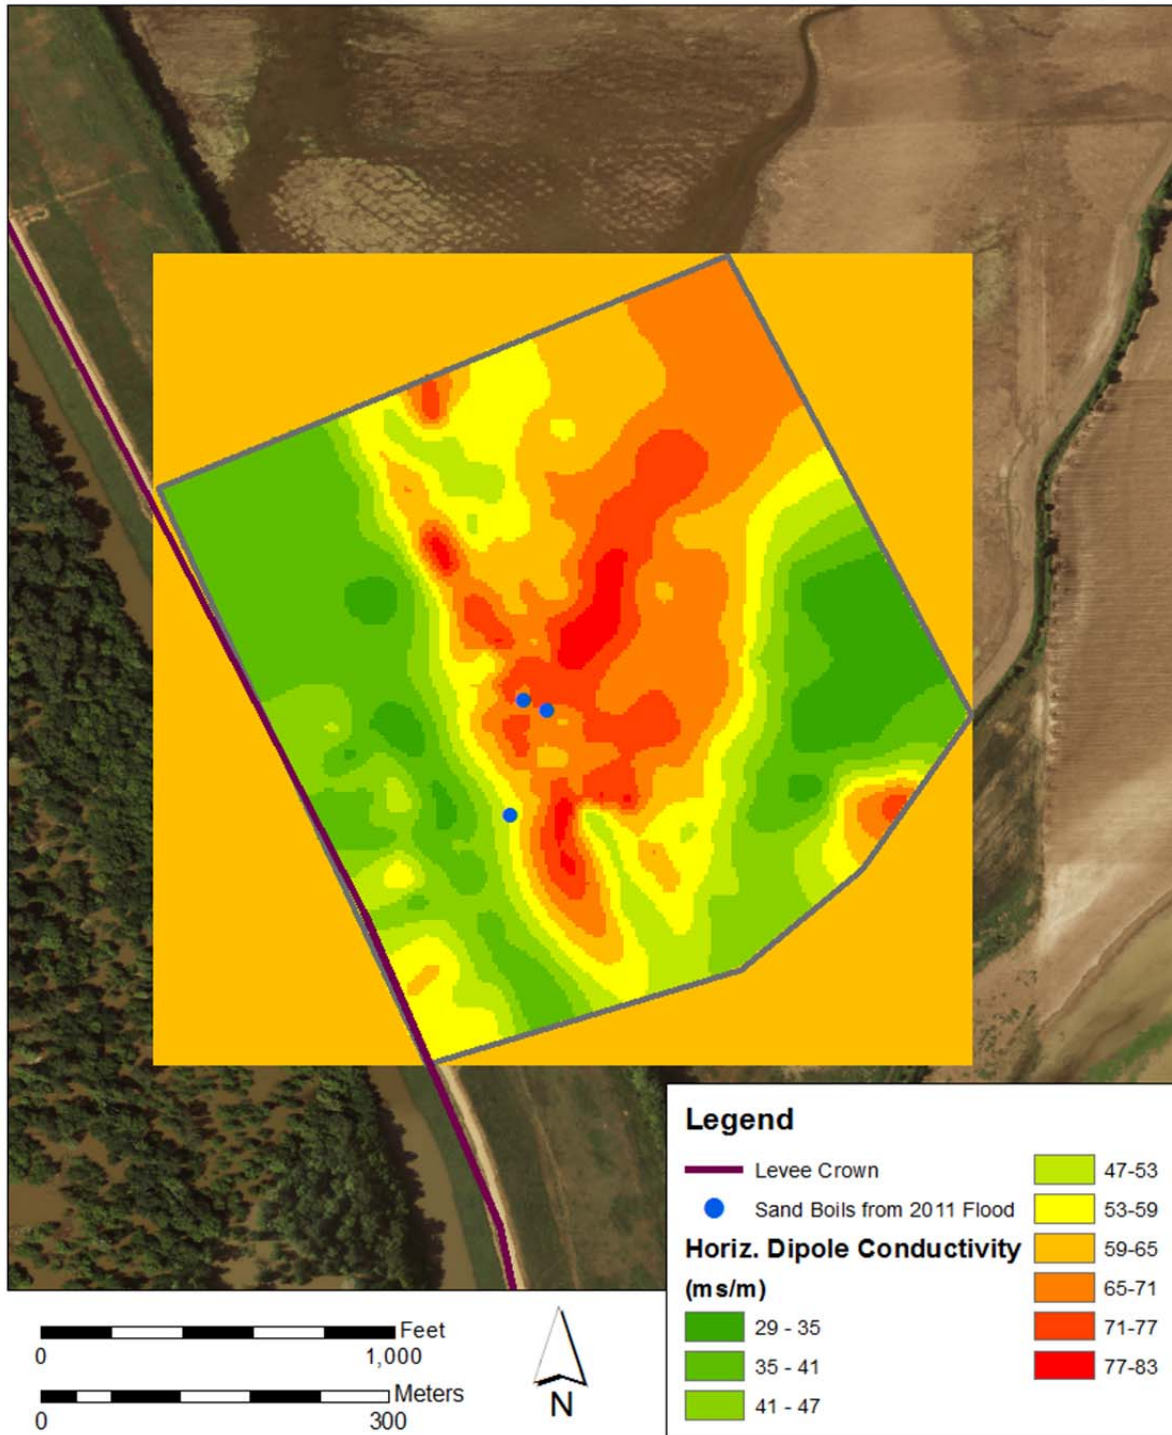 Legend
Levee Crown
Sand Boils from 2011 Flood
Horiz. Dipole Conductivity
(ms/m)
29 - 35
35 - 41
41 - 47
47-53
53-59
59-65
65-71
71-77
77-83
Feet
0 1,000
Meters
0 300
N